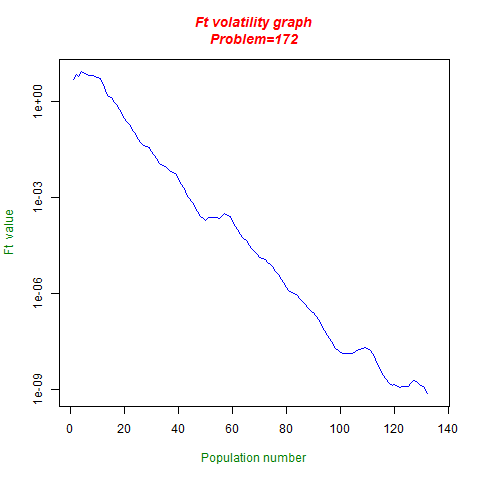 Ft volatility graph
Problem=172
1e+00
1e-03
1e-06
1e-09
Ft value
0 20 40 60 80 100 120 140
Population number